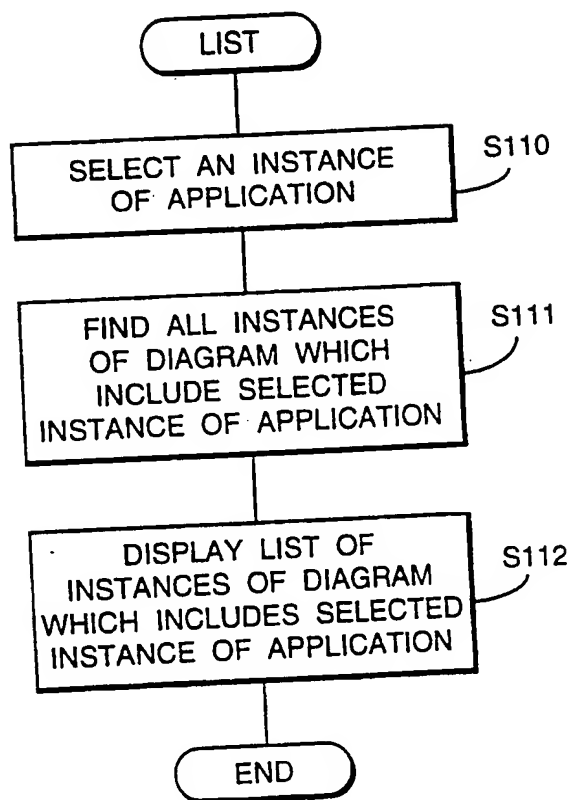 LIST
SELECT AN INSTANCE
OF APPLICATION
S110
FIND ALL INSTANCES
OF DIAGRAM WHICH
INCLUDE SELECTED
INSTANCE OF APPLICATION
S111
DISPLAY LIST OF
INSTANCES OF DIAGRAM
WHICH INCLUDES SELECTED
INSTANCE OF APPLICATION
S112
END